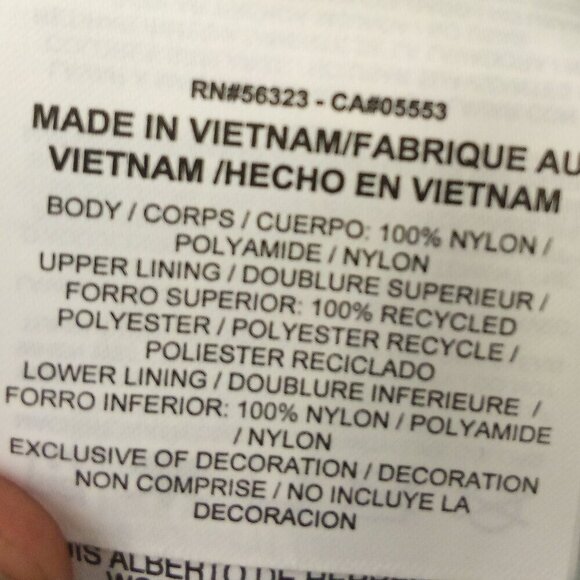 RN#56323 - CA#05553
MADE IN VIETNAM/FABRIQUE AU
VIETNAM /HECHO EN VIETNAM
BODY / CORPS / CUERPO: 100% NYLON /
POLYAMIDE / NYLON
UPPER LINING / DOUBLURE SUPERIEUR /
FORRO SUPERIOR: 100% RECYCLED
POLYESTER / POLYESTER RECYCLE /
POLIESTER RECICLADO
LOWER LINING / DOUBLURE INFERIEURE /
FORRO INFERIOR: 100% NYLON / POLYAMIDE
/ NYLON
EXCLUSIVE OF DECORATION / DECORATION
NON COMPRISE / NO INCLUYE LA
DECORACION
ALBERTO DE